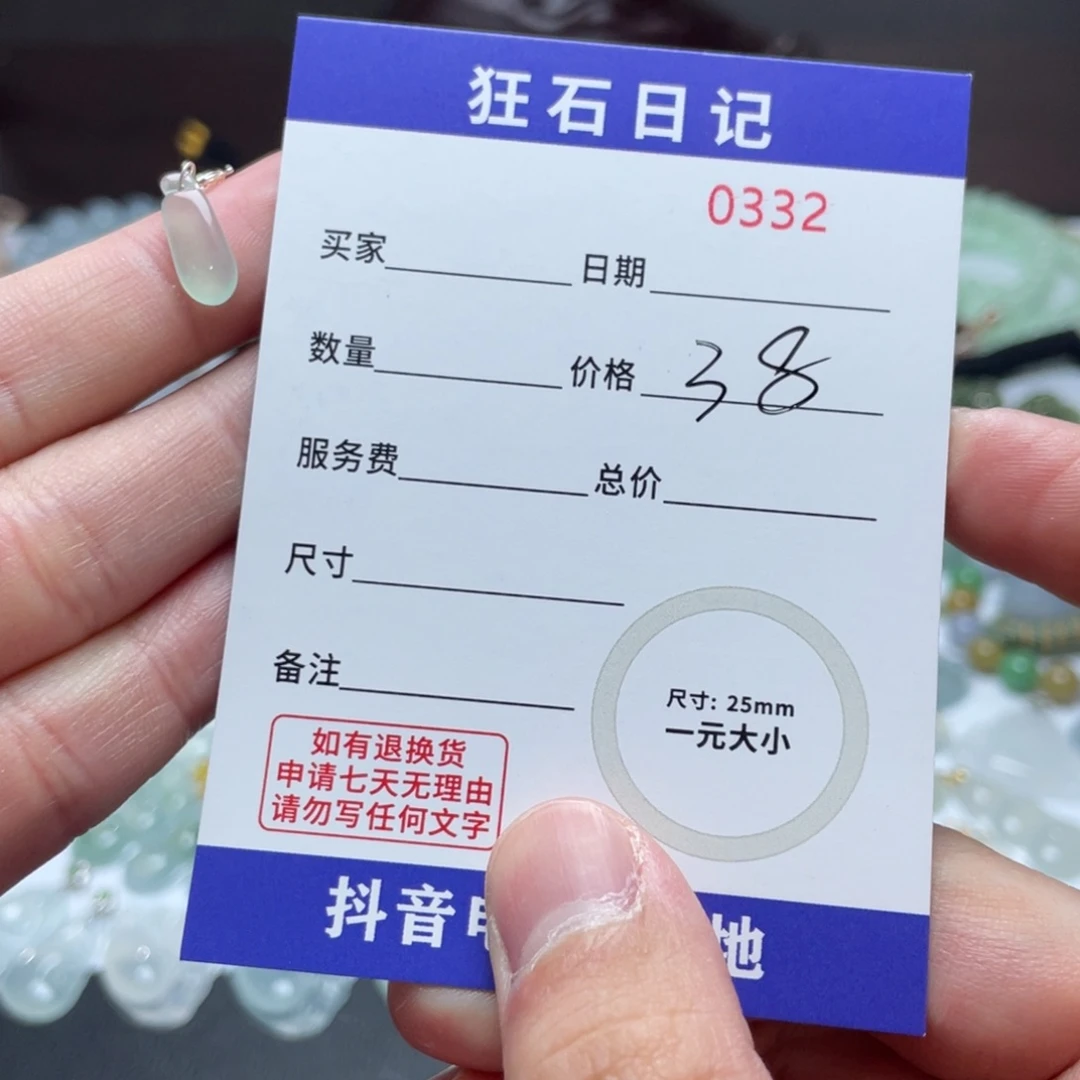 狂石日记
0332
买家 日期
数量 价格 38
服务费 总价
尺寸
备注
尺寸: 25mm
一元大小
如有退换货
申请七天无理由
请勿写任何文字
抖音 地